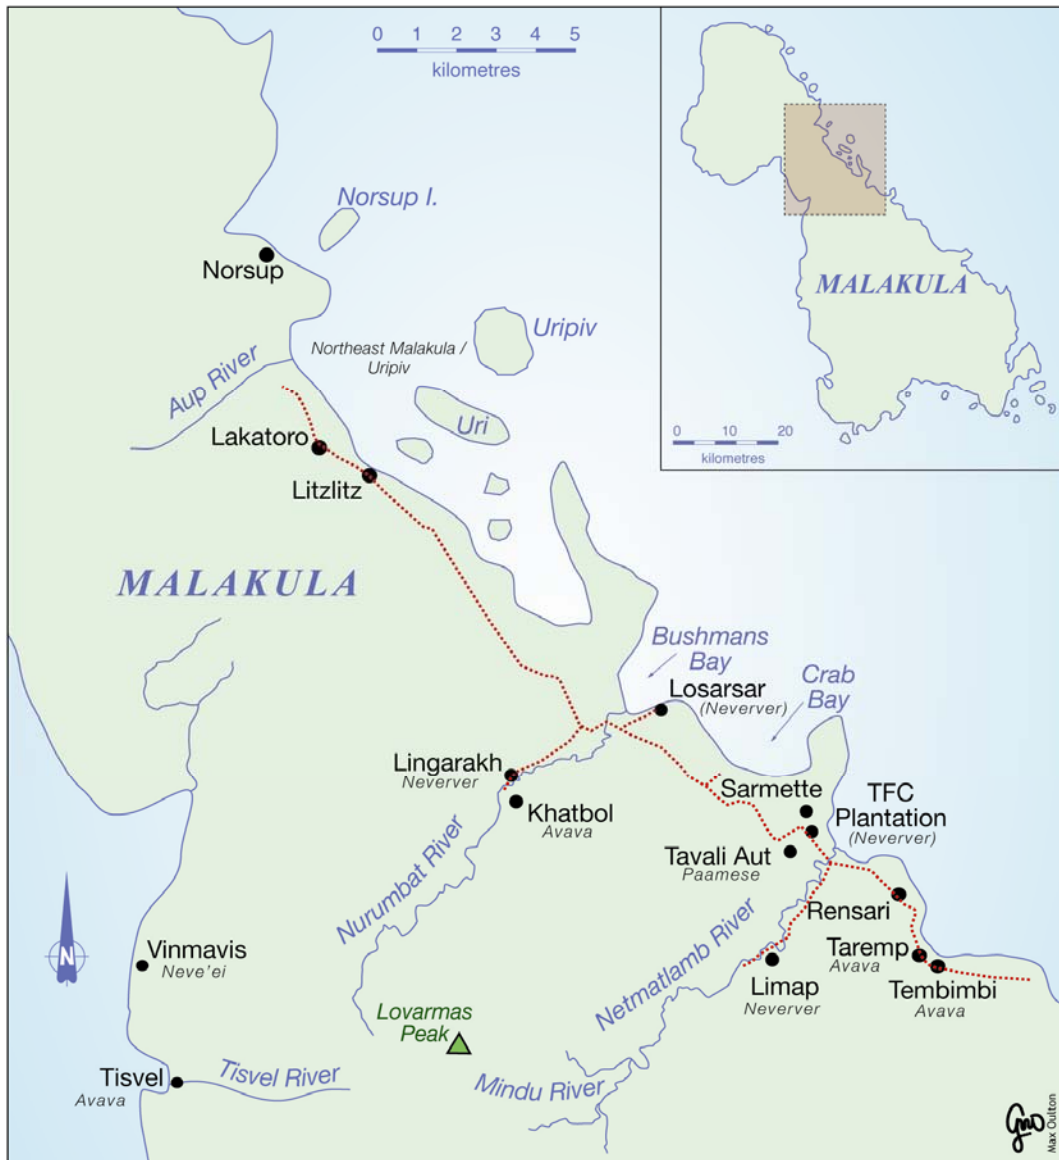 0 1 2 3 4 5
kilometres
Norsup I.
Norsup
Uripiv
Northeast Malakula /
Uripiv
Aup River
Uri
Lakatoro
Litzlitz
MALAKULA
0 10 20
kilometres
MALAKULA
Bushmans
Bay
Crab
Bay
Losarsar
(Neverver)
Lingarakh
Neverver
Khatbol
Avava
Sarmette
TFC
Plantation
(Neverver)
Tavali Aut
Paamese
Nurumbat River
Rensari
Netmatlamb River
Taremp
Avava
Tembimbi
Avava
Limap
Neverver
N
Vinmavis
Neve'ei
Lovarmas
Peak
Tisvel
Avava
Tisvel River
Mindu River
Max Oulton